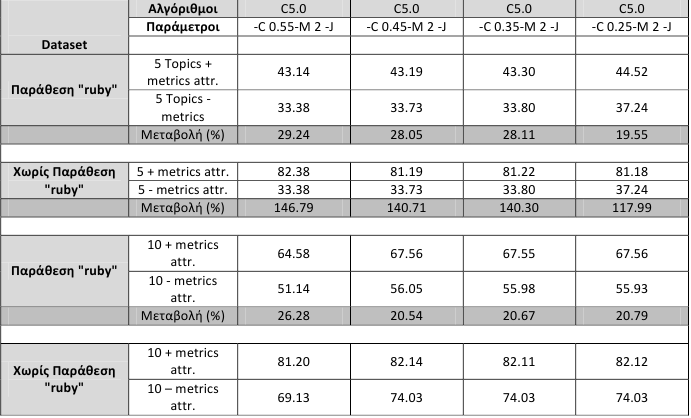 Αλγόριθμοι C5.0 C5.0 C5.0 C5.0
Παράμετροι -C 0.55-M 2 -J -C 0.45-M 2 -J -C 0.35-M 2 -J -C 0.25-M 2 -J
Dataset
Παράθεση "ruby" 5 Topics + metrics attr. 43.14 43.19 43.30 44.52
5 Topics - metrics 33.38 33.73 33.80 37.24
Μεταβολή (%) 29.24 28.05 28.11 19.55
Χωρίς Παράθεση "ruby" 5 + metrics attr. 82.38 81.19 81.22 81.18
5 - metrics attr. 33.38 33.73 33.80 37.24
Μεταβολή (%) 146.79 140.71 140.30 117.99
Παράθεση "ruby" 10 + metrics attr. 64.58 67.56 67.55 67.56
10 - metrics attr. 51.14 56.05 55.98 55.93
Μεταβολή (%) 26.28 20.54 20.67 20.79
Χωρίς Παράθεση "ruby" 10 + metrics attr. 81.20 82.14 82.11 82.12
10 – metrics attr. 69.13 74.03 74.03 74.03